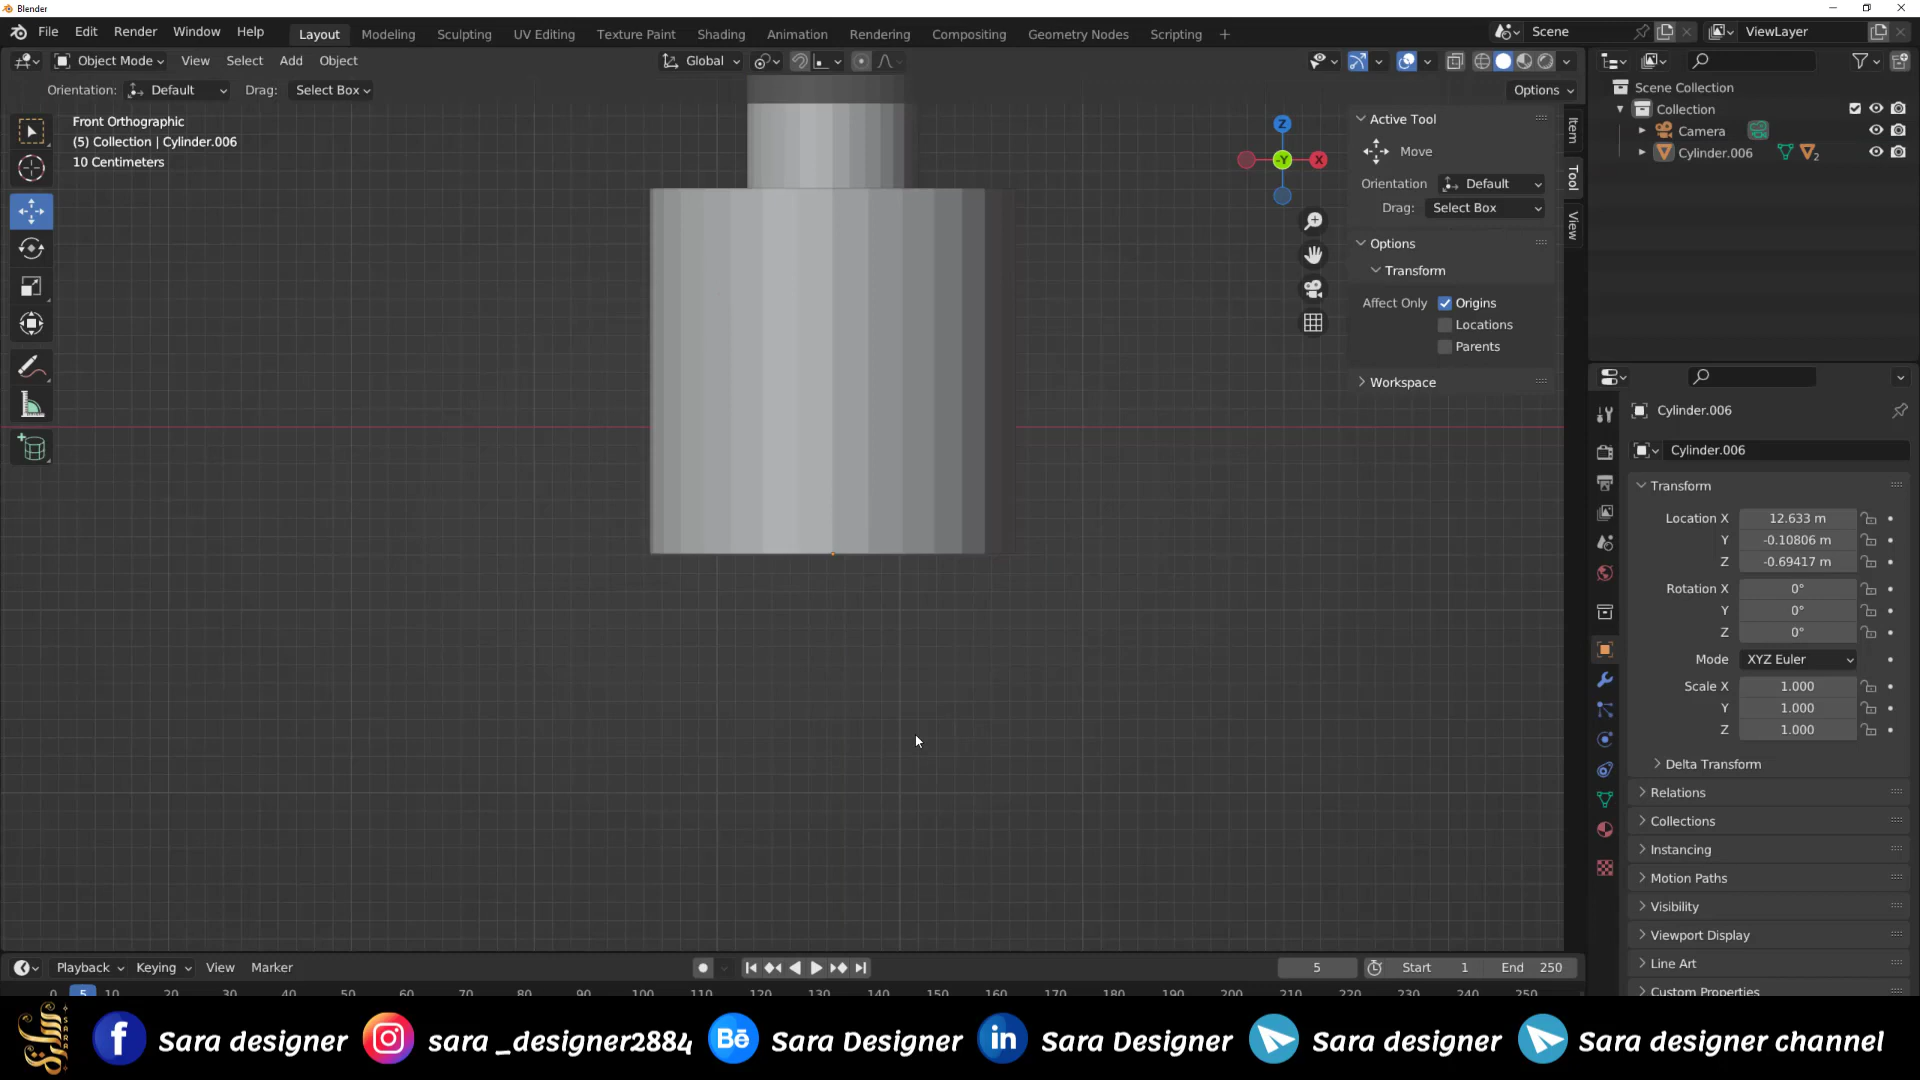 Blender
File Edit Render Window Help
Layout Modeling Sculpting UV Editing Texture Paint Shading Animation Rendering Compositing Geometry Nodes Scripting +
Scene
ViewLayer
Object Mode View Select Add Object
Global
Orientation: Default Drag: Select Box
Options
Front Orthographic
(5) Collection | Cylinder.006
10 Centimeters
Z
-Y
X
Active Tool
Move
Orientation Default
Drag: Select Box
Options
Transform
Affect Only Origins
Locations
Parents
Workspace
Item
Tool
View
Scene Collection
Collection
Camera
Cylinder.006
2
Cylinder.006
Cylinder.006
Transform
Location X 12.633 m
Y -0.10806 m
Z -0.69417 m
Rotation X 0°
Y 0°
Z 0°
Mode XYZ Euler
Scale X 1.000
Y 1.000
Z 1.000
Delta Transform
Relations
Collections
Instancing
Motion Paths
Visibility
Viewport Display
Line Art
Custom Properties
Playback Keying View Marker
5
Start 1
End 250
0 5 10 20 30 40 50 60 70 80 90 100 110 120 130 140 150 160 170 180 190 200 210 220 230 240 250
Sara designer
sara _designer2884
Bē Sara Designer
in Sara Designer
Sara designer
Sara designer channel